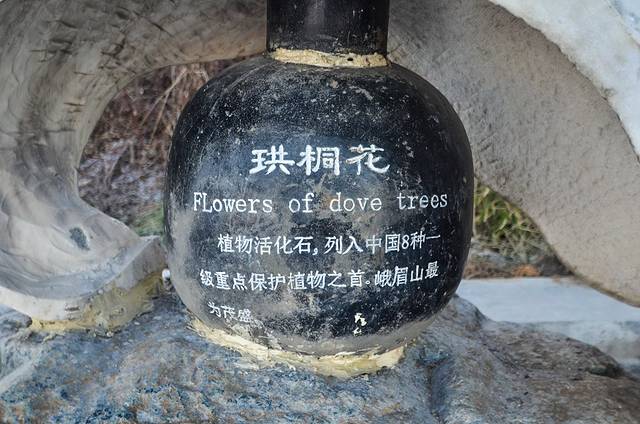 珙桐花
FLowers of dove trees
植物活化石,列入中国8种一
级重点保护植物之首。峨眉山最
为茂盛